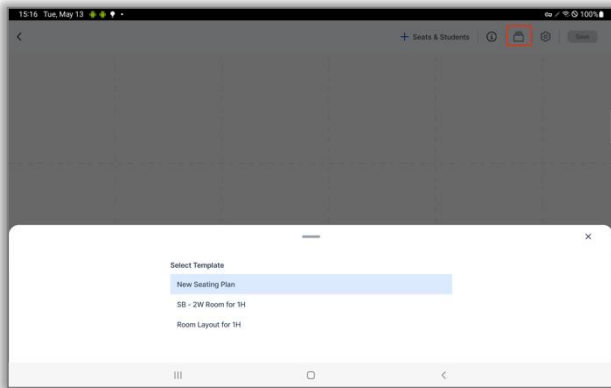 15:16 Tue, May 13
100%
+ Seats & Students
Save
Select Template
New Seating Plan
SB - 2W Room for 1H
Room Layout for 1H